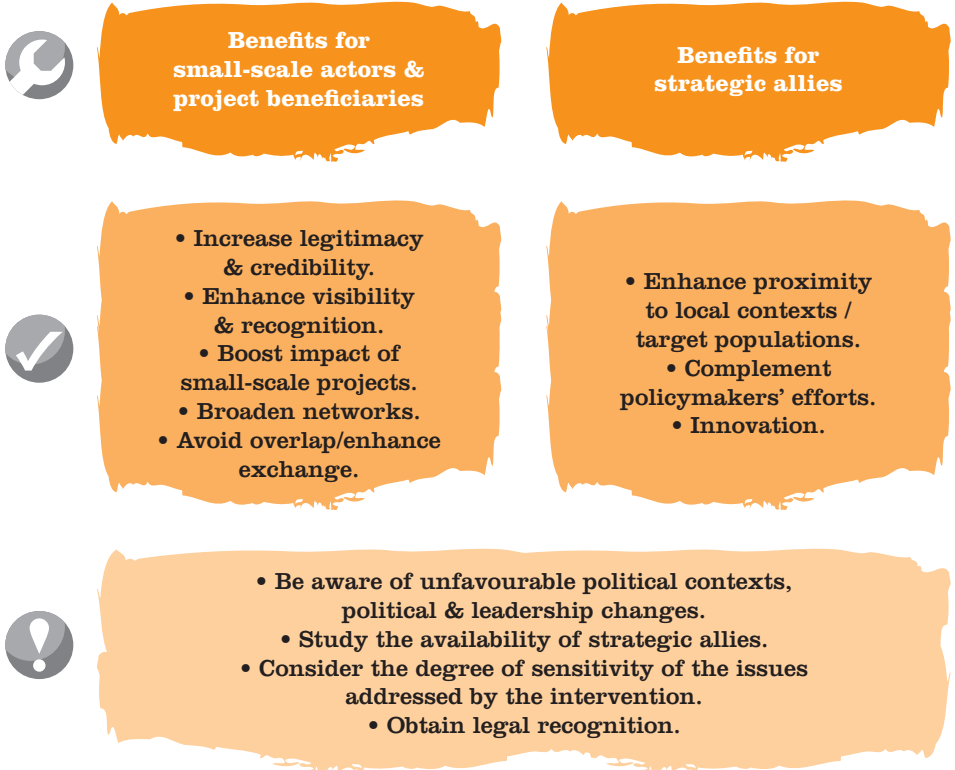 Benefits for
small-scale actors &
project beneficiaries
Benefits for
strategic allies
• Increase legitimacy
& credibility.
• Enhance visibility
& recognition.
• Boost impact of
small-scale projects.
• Broaden networks.
• Avoid overlap/enhance
exchange.
• Enhance proximity
to local contexts /
target populations.
• Complement
policymakers’ efforts.
• Innovation.
• Be aware of unfavourable political contexts,
political & leadership changes.
• Study the availability of strategic allies.
• Consider the degree of sensitivity of the issues
addressed by the intervention.
• Obtain legal recognition.